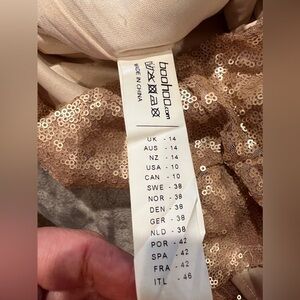 boohoo.com
MADE IN CHINA
UK - 14
AUS - 14
NZ - 14
USA - 10
CAN - 10
SWE - 38
NOR - 38
DEN - 38
GER - 38
NLD - 38
POR - 42
SPA - 42
FRA - 42
ITL - 46